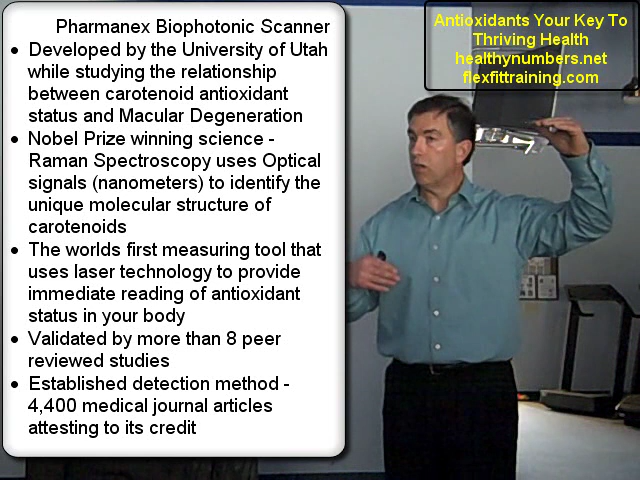 Pharmanex Biophotonic Scanner
• Developed by the University of Utah
while studying the relationship
between carotenoid antioxidant
status and Macular Degeneration
• Nobel Prize winning science -
Raman Spectroscopy uses Optical
signals (nanometers) to identify the
unique molecular structure of
carotenoids
• The worlds first measuring tool that
uses laser technology to provide
immediate reading of antioxidant
status in your body
• Validated by more than 8 peer
reviewed studies
• Established detection method -
4,400 medical journal articles
attesting to its credit
Antioxidants Your Key To
Thriving Health
healthynumbers.net
flexfittraining.com